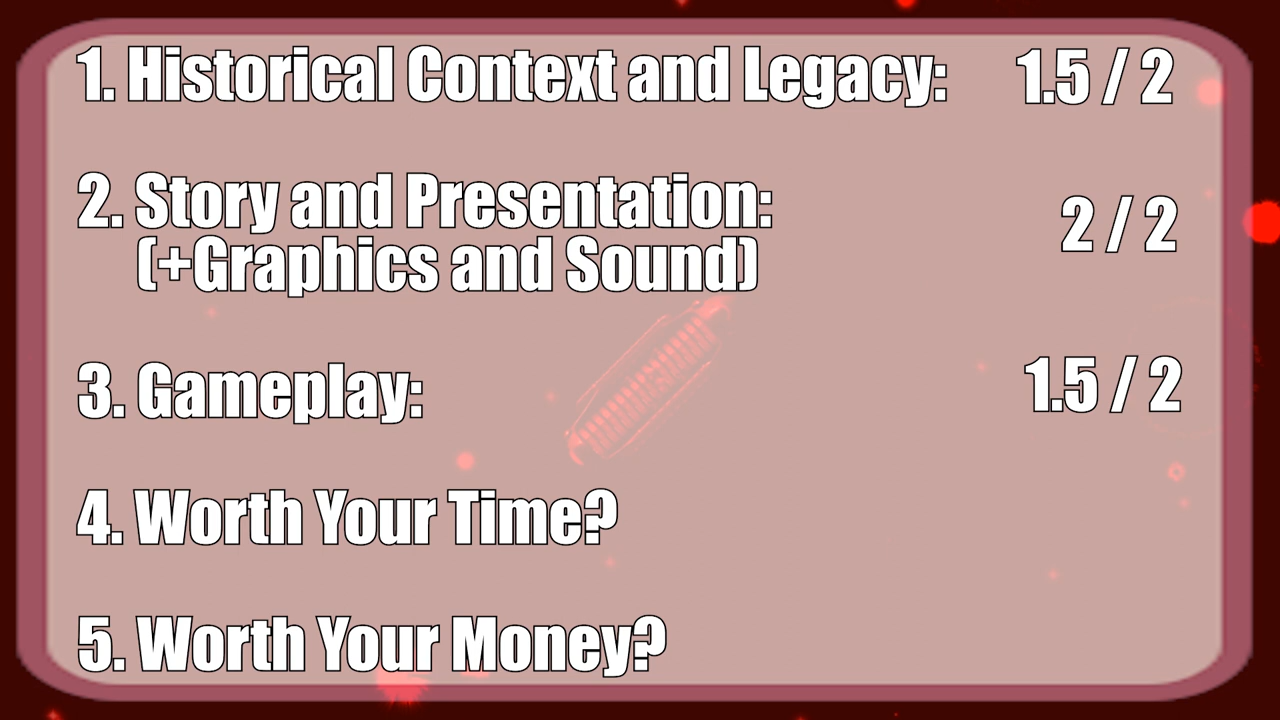 1. Historical Context and Legacy: 1.5 / 2
2. Story and Presentation: 2 / 2
(+Graphics and Sound)
3. Gameplay: 1.5 / 2
4. Worth Your Time?
5. Worth Your Money?